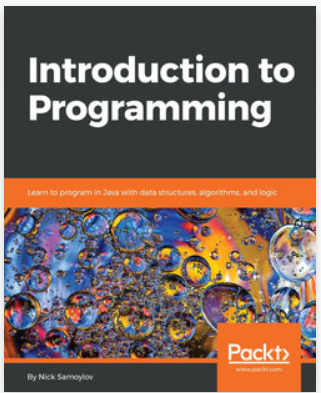 Introduction to
Programming
Learn to program in Java with data structures, algorithms, and logic
By Nick Samoylov
Packt>
www.packt.com